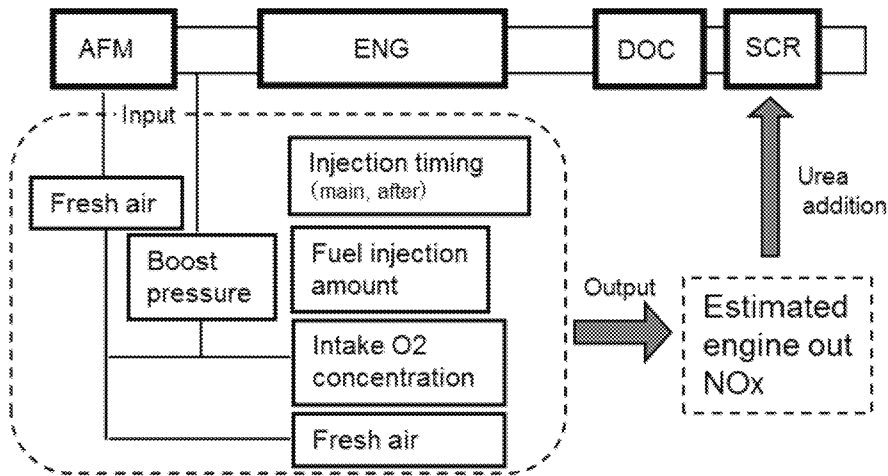 AFM
ENG
DOC
SCR
Input
Injection timing
(main, after)
Fresh air
Urea
addition
Boost
pressure
Fuel injection
amount
Output
Estimated
engine out
NOx
Intake O2
concentration
Fresh air